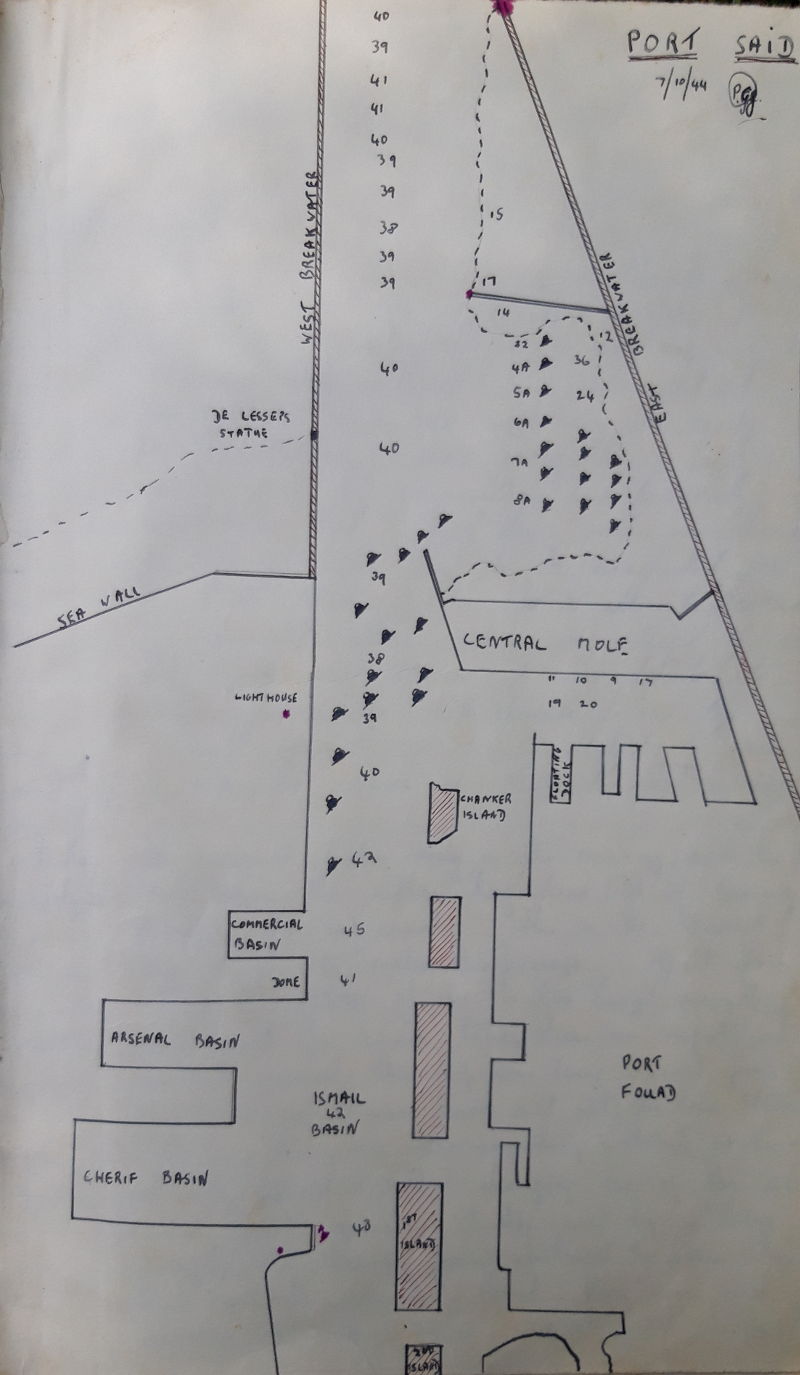 PORT SAID
7/10/44
40
39
41
41
40
39
39
38
39
39
40
40
WEST BREAKWATER
EAST BREAKWATER
15
17
14
12
32
4A
36
5A
24
6A
7A
8A
DE LESSEPS
STATUE
SEA WALL
39
38
39
40
42
45
41
LIGHTHOUSE
CENTRAL MOLE
11 10 9 17
19 20
FLOATING
DOCK
CHANKER
ISLAND
COMMERCIAL
BASIN
DOME
ARSENAL BASIN
ISMAIL
42
BASIN
PORT
FOUAD
CHERIF BASIN
1ST
ISLAND
2ND
ISLAND